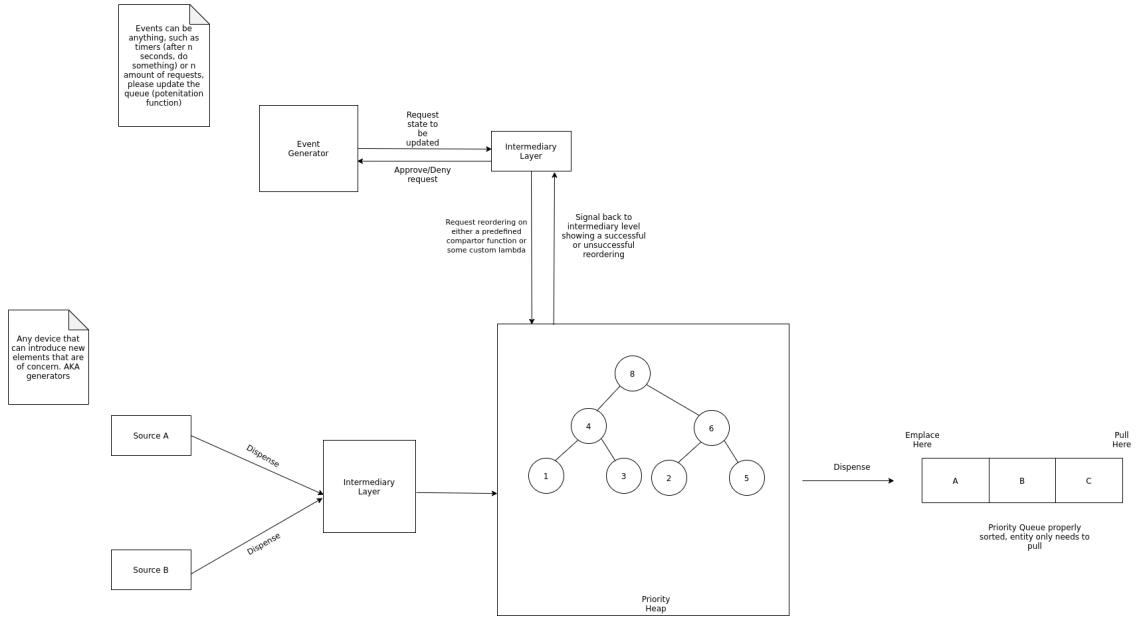 Events can be
anything, such as
timers (after n
seconds, do
something) or n
amount of requests,
please update the
queue (potenitation
function)
Event
Generator
Request
state to
be
updated
Approve/Deny
request
Intermediary
Layer
Request reordering on
either a predefined
compartor function or
some custom lambda
Signal back to
intermediary level
showing a successful
or unsuccessful
reordering
Any device that
can introduce new
elements that are
of concern. AKA
generators
Source A
Dispense
Source B
Dispense
Intermediary
Layer
8
4
6
1
3
2
5
Priority
Heap
Dispense
Emplace
Here
Pull
Here
A
B
C
Priority Queue properly
sorted, entity only needs to
pull